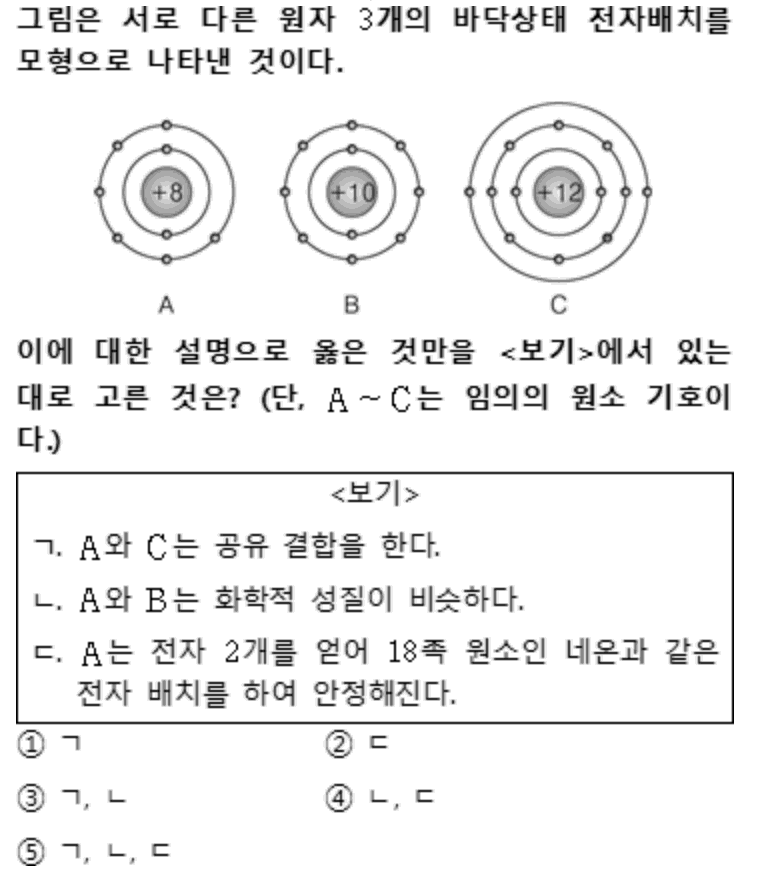 그림은 서로 다른 원자 3개의 바닥상태 전자배치를
모형으로 나타낸 것이다.
+8
+10
+12
A
B
C
이에 대한 설명으로 옳은 것만을 <보기>에서 있는
대로 고른 것은? (단, A ~ C는 임의의 원소 기호이
다.)
<보기>
ㄱ. A와 C는 공유 결합을 한다.
ㄴ. A와 B는 화학적 성질이 비슷하다.
ㄷ. A는 전자 2개를 얻어 18족 원소인 네온과 같은
전자 배치를 하여 안정해진다.
① ㄱ
② ㄷ
③ ㄱ, ㄴ
④ ㄴ, ㄷ
⑤ ㄱ, ㄴ, ㄷ